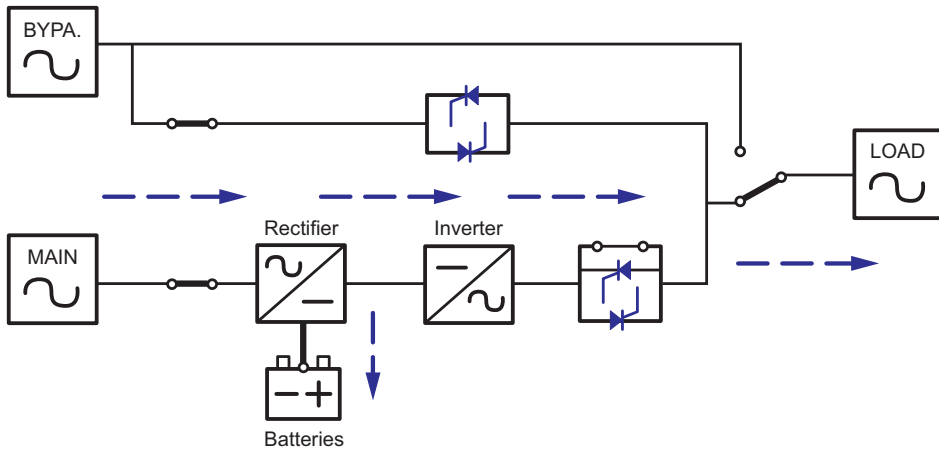 BYPA.
LOAD
Rectifier
Inverter
MAIN
Batteries